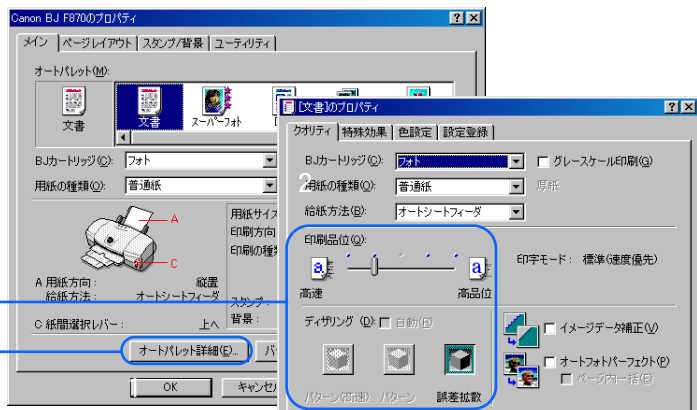 Canon BJ F870のプロパティ
メイン ページレイアウト スタンプ/背景 ユーティリティ
オートパレット(M):
文書 文書 スーパーフォト
BJカートリッジ(C): フォト
用紙の種類(O): 普通紙
A
C
用紙サイ
印刷方向
印刷の種
A 用紙方向: 縦置
給紙方法: オートシートフィーダ
C 紙間選択レバー: 上へ
スタンプ:
背景:
オートパレット詳細(E)...
OK キャンセ
[文書]のプロパティ
クオリティ 特殊効果 色設定 設定登録
BJカートリッジ(C): フォト グレースケール印刷(G)
2
用紙の種類(O): 普通紙 厚紙
給紙方法(B): オートシートフィーダ
印刷品位(Q):
a a
高速 高品位
印字モード: 標準(速度優先)
ディザリング (D): 自動(R)
パターン(高速) パターン 誤差拡散
イメージデータ補正(V)
オートフォトパーフェクト(P)
ページ内一括(E)